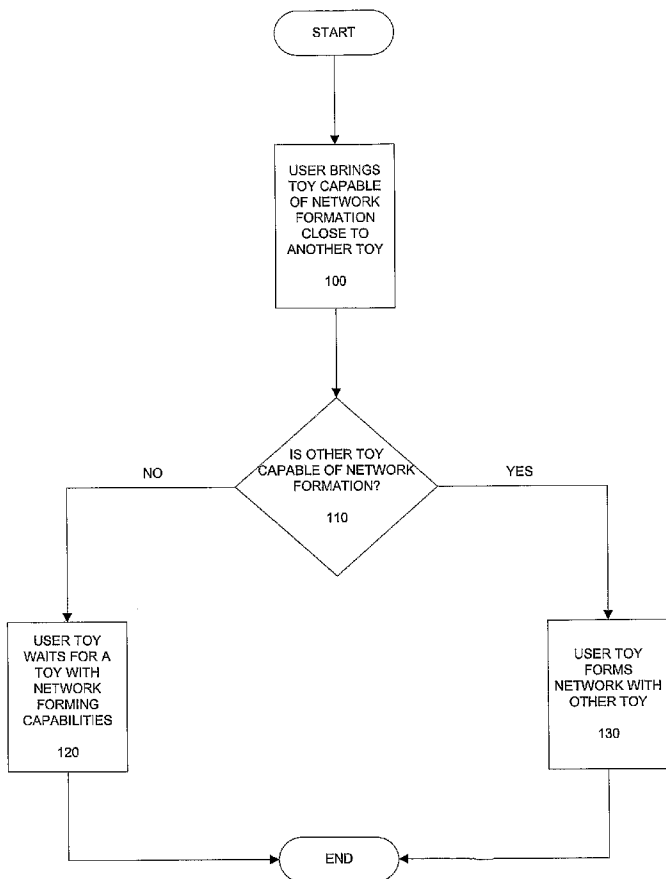 START
USER BRINGS
TOY CAPABLE
OF NETWORK
FORMATION
CLOSE TO
ANOTHER TOY
100
IS OTHER TOY
CAPABLE OF NETWORK
FORMATION?
110
NO
YES
USER TOY
WAITS FOR A
TOY WITH
NETWORK
FORMING
CAPABILITIES
120
USER TOY
FORMS
NETWORK WITH
OTHER TOY
130
END